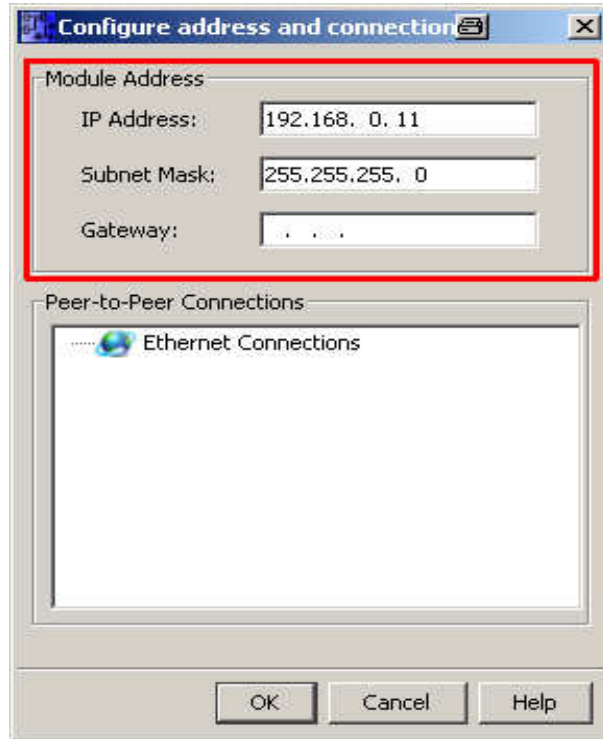 Configure address and connection
Module Address
IP Address: 192.168. 0. 11
Subnet Mask: 255.255.255. 0
Gateway: . . .
Peer-to-Peer Connections
Ethernet Connections
OK Cancel Help